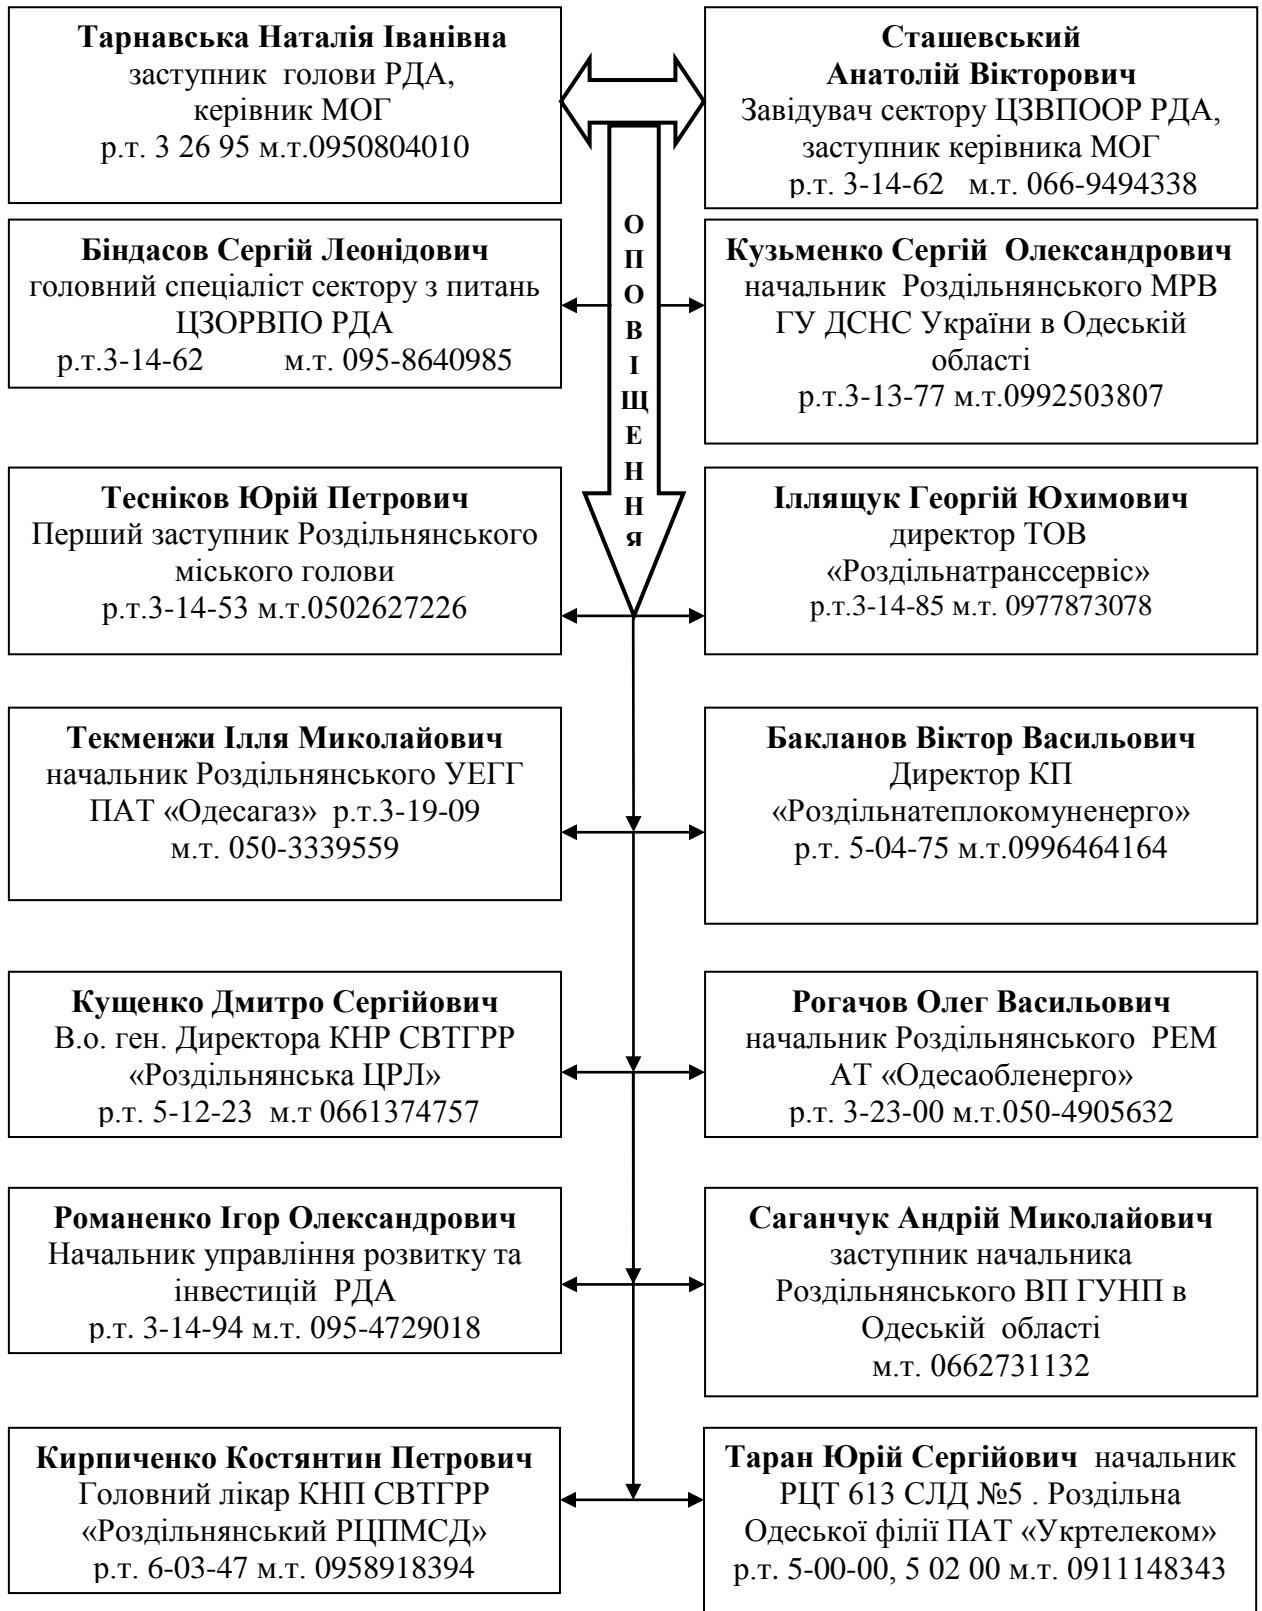 Тарнавська Наталія Іванівна
заступник голови РДА,
керівник МОГ
р.т. 3 26 95 м.т.0950804010
Сташевський
Анатолій Вікторович
Завідувач сектору ЦЗВПООР РДА,
заступник керівника МОГ
р.т. 3-14-62 м.т. 066-9494338
О
П
О
В
І
Щ
Е
Н
Н
Я
Біндасов Сергій Леонідович
головний спеціаліст сектору з питань
ЦЗОРВПО РДА
р.т.3-14-62 м.т. 095-8640985
Кузьменко Сергій Олександрович
начальник Роздільнянського МРВ
ГУ ДСНС України в Одеській
області
р.т.3-13-77 м.т.0992503807
Тесніков Юрій Петрович
Перший заступник Роздільнянського
міського голови
р.т.3-14-53 м.т.0502627226
Іллящук Георгій Юхимович
директор ТОВ
«Роздільнатранссервіс»
р.т.3-14-85 м.т. 0977873078
Текменжи Ілля Миколайович
начальник Роздільнянського УЕГГ
ПАТ «Одесагаз» р.т.3-19-09
м.т. 050-3339559
Бакланов Віктор Васильович
Директор КП
«Роздільнатеплокомуненерго»
р.т. 5-04-75 м.т.0996464164
Кущенко Дмитро Сергійович
В.о. ген. Директора КНР СВТГРР
«Роздільнянська ЦРЛ»
р.т. 5-12-23 м.т 0661374757
Рогачов Олег Васильович
начальник Роздільнянського РЕМ
АТ «Одесаобленерго»
р.т. 3-23-00 м.т.050-4905632
Романенко Ігор Олександрович
Начальник управління розвитку та
інвестицій РДА
р.т. 3-14-94 м.т. 095-4729018
Саганчук Андрій Миколайович
заступник начальника
Роздільнянського ВП ГУНП в
Одеській області
м.т. 0662731132
Кирпиченко Костянтин Петрович
Головний лікар КНП СВТГРР
«Роздільнянський РЦПМСД»
р.т. 6-03-47 м.т. 0958918394
Таран Юрій Сергійович начальник
РЦТ 613 СЛД №5 . Роздільна
Одеської філії ПАТ «Укртелеком»
р.т. 5-00-00, 5 02 00 м.т. 0911148343